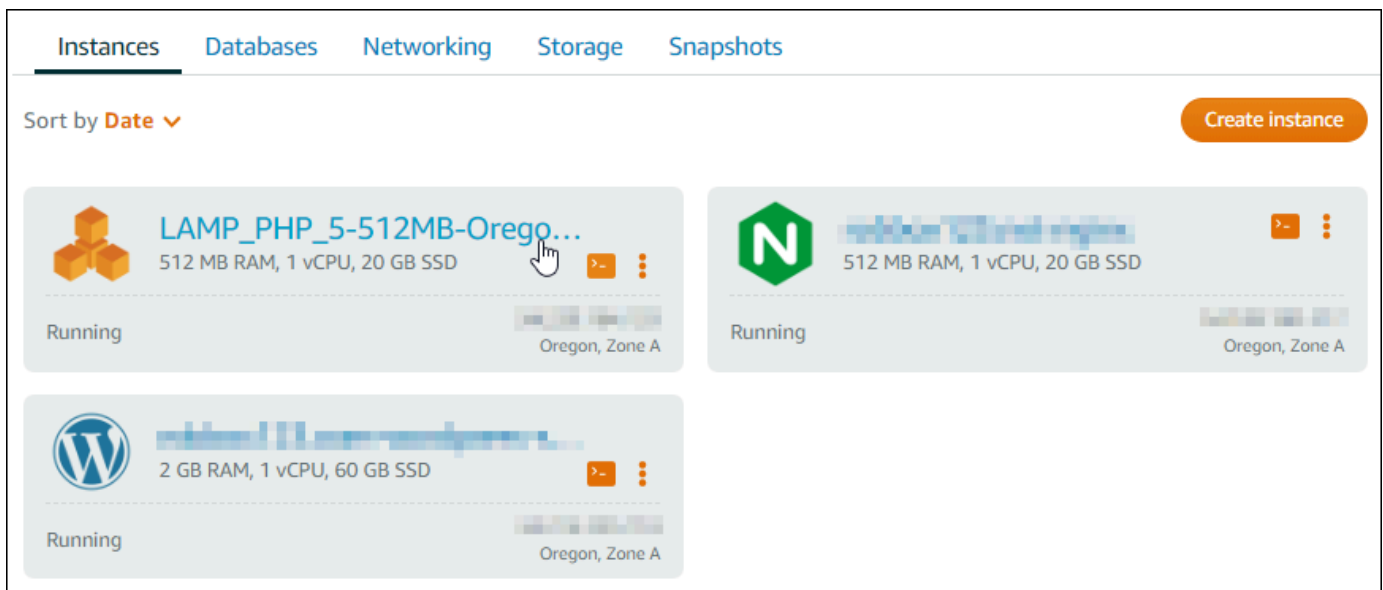 Instances Databases Networking Storage Snapshots
Sort by Date
Create instance
LAMP_PHP_5-512MB-Orego...
512 MB RAM, 1 vCPU, 20 GB SSD
Running
Oregon, Zone A
N
512 MB RAM, 1 vCPU, 20 GB SSD
Running
Oregon, Zone A
W
2 GB RAM, 1 vCPU, 60 GB SSD
Running
Oregon, Zone A